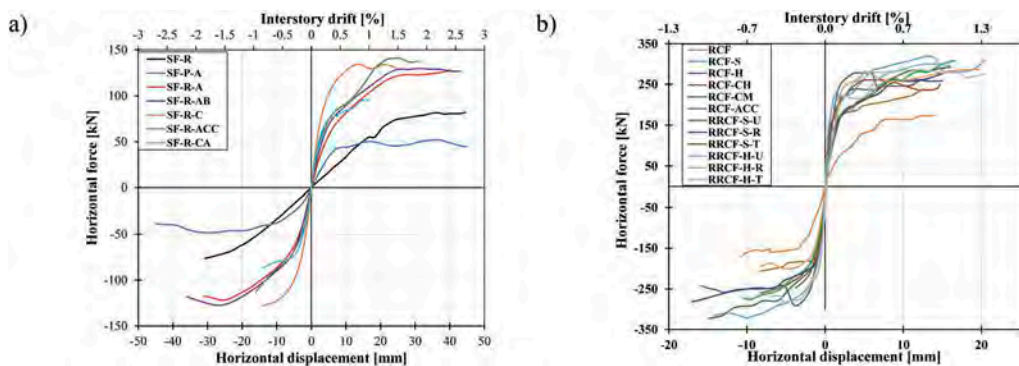 a)
Interstory drift [%]
-3 -2.5 -2 -1.5 -1 -0.5 0 0.5 1 1.5 2 2.5 3
150
100
50
0
-50
-100
-150
Horizontal force [kN]
SF-R
SF-P-A
SF-R-A
SF-R-AB
SF-R-C
SF-R-ACC
SF-R-CA
-50 -40 -30 -20 -10 0 10 20 30 40 50
Horizontal displacement [mm]
b)
Interstory drift [%]
-1.3 -0.7 0.0 0.7 1.3
350
250
150
50
-50
-150
-250
-350
Horizontal force [kN]
RCF
RCF-S
RCF-H
RCF-CH
RCF-CM
RCF-ACC
RRCF-S-U
RRCF-S-R
RRCF-S-T
RRCF-H-U
RRCF-H-R
RRCF-H-T
-20 -10 0 10 20
Horizontal displacement [mm]